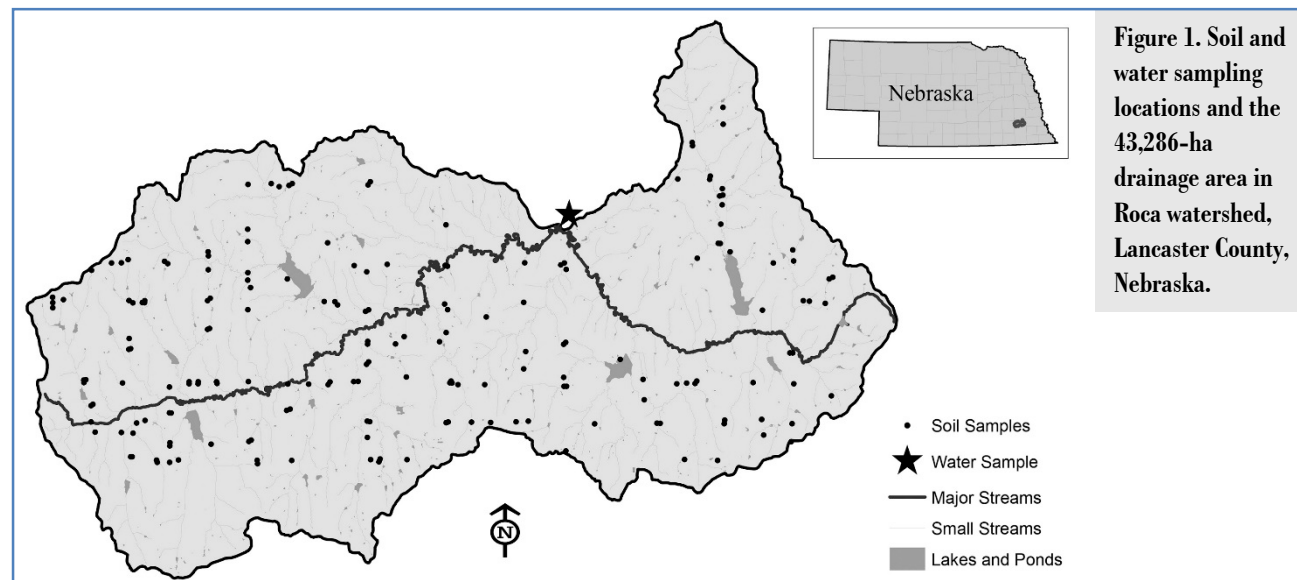 Nebraska
Figure 1. Soil and
water sampling
locations and the
43,286-ha
drainage area in
Roca watershed,
Lancaster County,
Nebraska.
Soil Samples
Water Sample
Major Streams
Small Streams
Lakes and Ponds
N